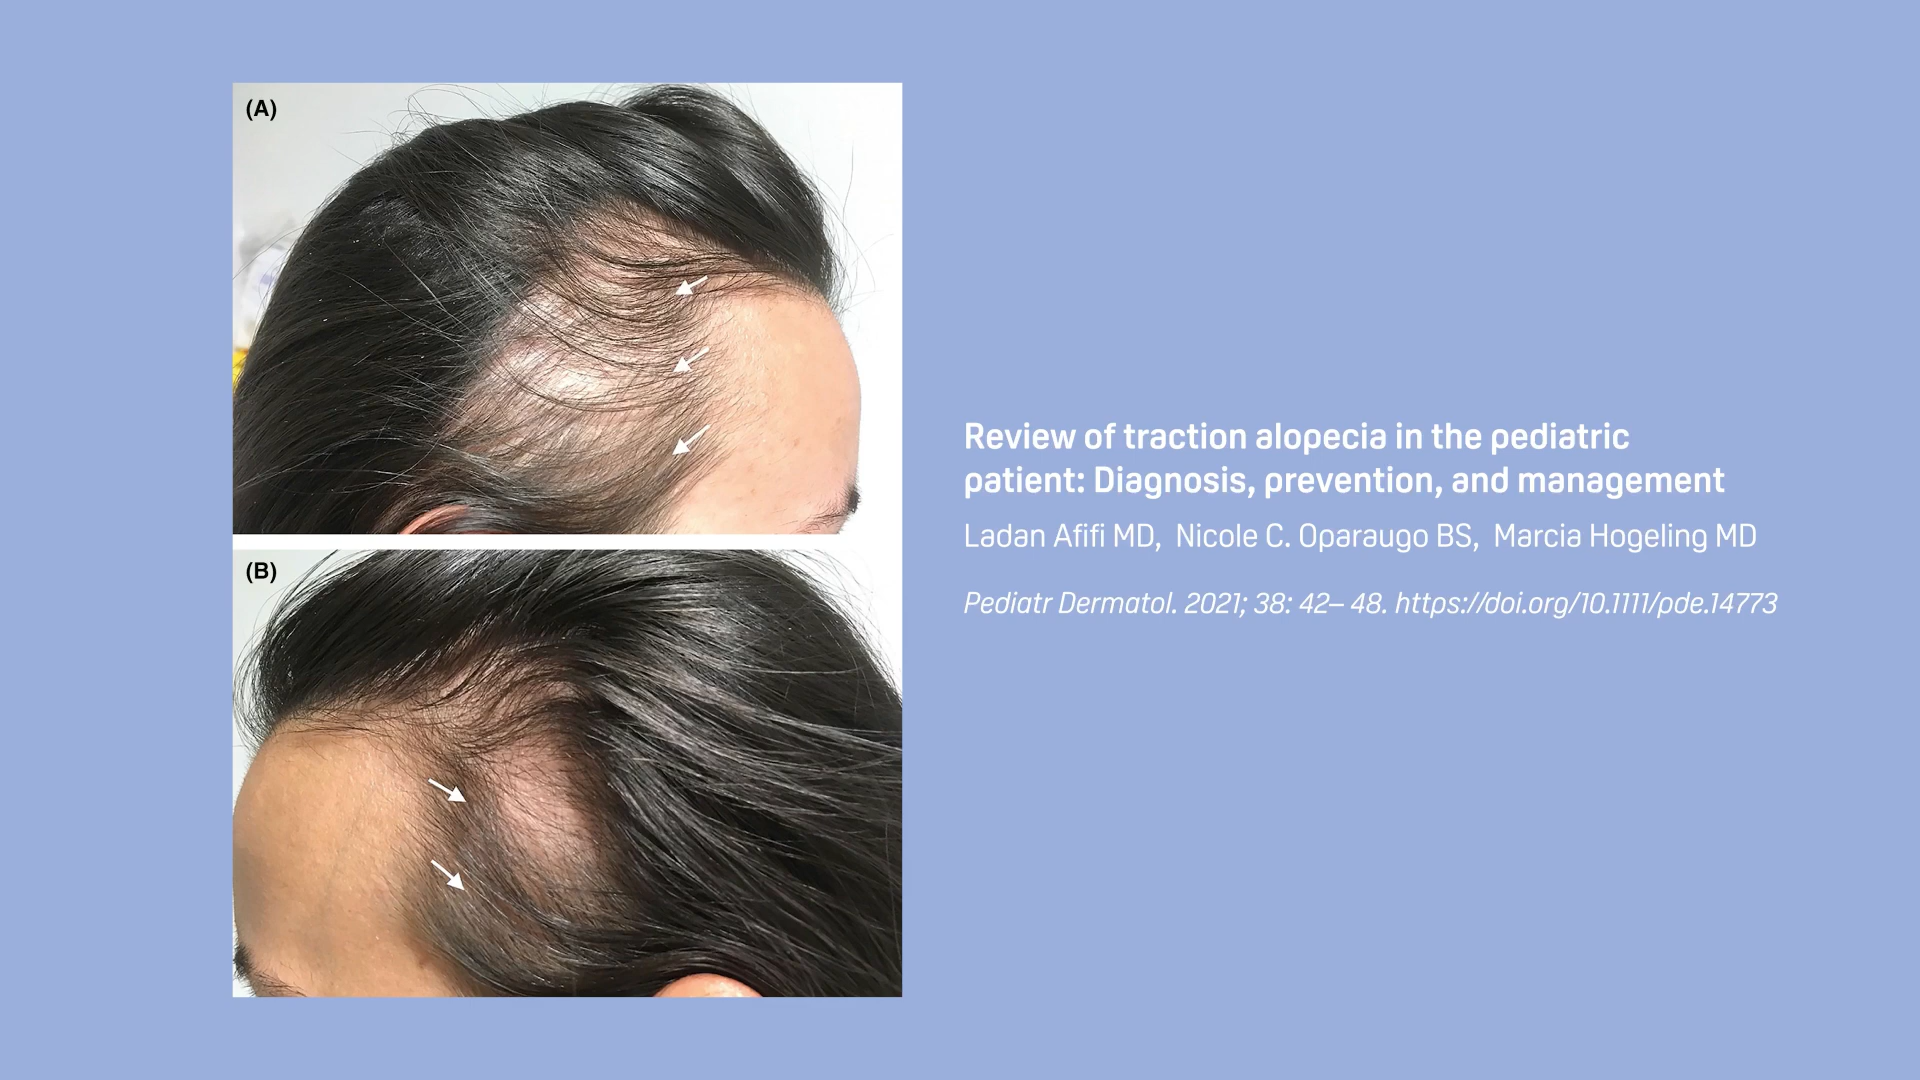 (A)
(B)
Review of traction alopecia in the pediatric
patient: Diagnosis, prevention, and management
Ladan Afifi MD,  Nicole C. Oparaugo BS,  Marcia Hogeling MD
Pediatr Dermatol. 2021; 38: 42– 48. https://doi.org/10.1111/pde.14773